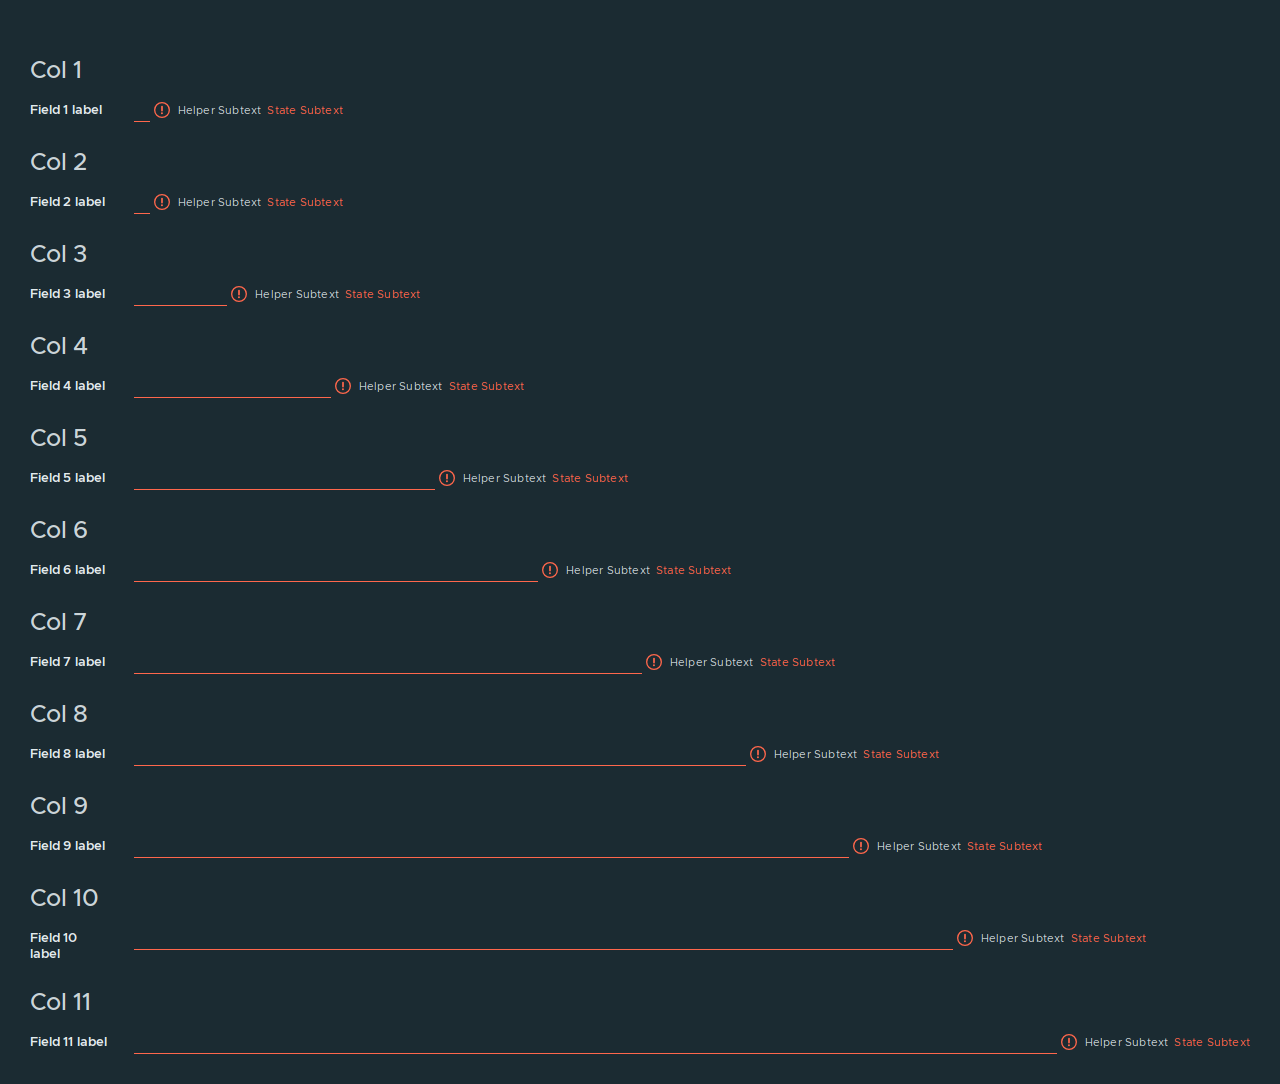 Col 1
Field 1 label Helper Subtext State Subtext
Col 2
Field 2 label Helper Subtext State Subtext
Col 3
Field 3 label Helper Subtext State Subtext
Col 4
Field 4 label Helper Subtext State Subtext
Col 5
Field 5 label Helper Subtext State Subtext
Col 6
Field 6 label Helper Subtext State Subtext
Col 7
Field 7 label Helper Subtext State Subtext
Col 8
Field 8 label Helper Subtext State Subtext
Col 9
Field 9 label Helper Subtext State Subtext
Col 10
Field 10 Helper Subtext State Subtext
label
Col 11
Field 11 label Helper Subtext State Subtext